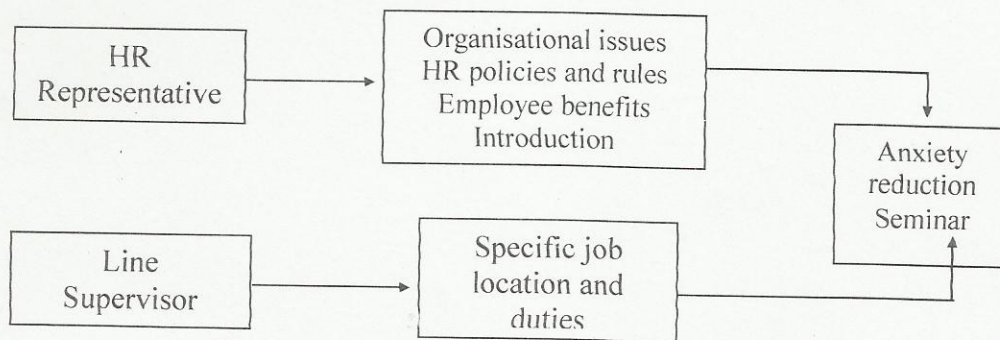 HR
Representative
Organisational issues
HR policies and rules
Employee benefits
Introduction
Anxiety
reduction
Seminar
Line
Supervisor
Specific job
location and
duties